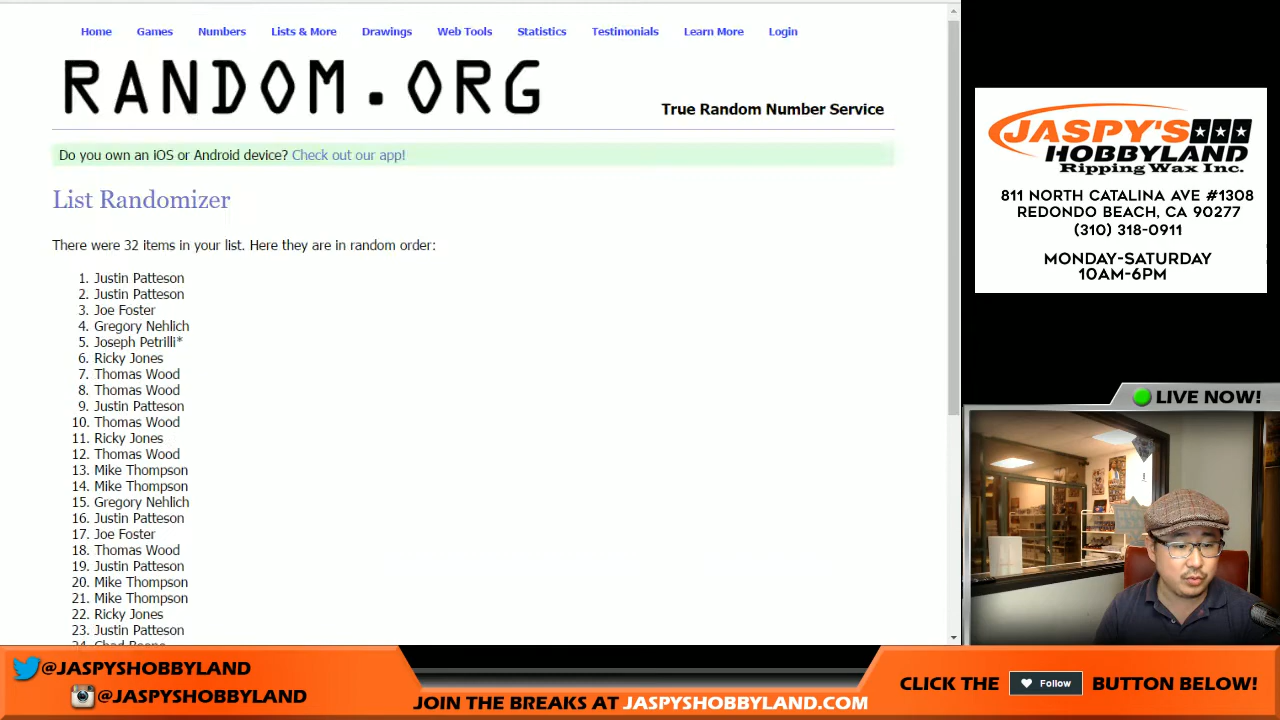 Home Games Numbers Lists & More Drawings Web Tools Statistics Testimonials Learn More Login
RANDOM.ORG
True Random Number Service
Do you own an iOS or Android device? Check out our app!
List Randomizer
There were 32 items in your list. Here they are in random order:
1. Justin Patteson
2. Justin Patteson
3. Joe Foster
4. Gregory Nehlich
5. Joseph Petrilli*
6. Ricky Jones
7. Thomas Wood
8. Thomas Wood
9. Justin Patteson
10. Thomas Wood
11. Ricky Jones
12. Thomas Wood
13. Mike Thompson
14. Mike Thompson
15. Gregory Nehlich
16. Justin Patteson
17. Joe Foster
18. Thomas Wood
19. Justin Patteson
20. Mike Thompson
21. Mike Thompson
22. Ricky Jones
23. Justin Patteson
JASPY'S
HOBBYLAND
Ripping Wax Inc.
811 NORTH CATALINA AVE #1308
REDONDO BEACH, CA 90277
(310) 318-0911
MONDAY-SATURDAY
10AM-6PM
LIVE NOW!
@JASPYSHOBBYLAND
@JASPYSHOBBYLAND
JOIN THE BREAKS AT JASPYSHOBBYLAND.COM
CLICK THE Follow BUTTON BELOW!